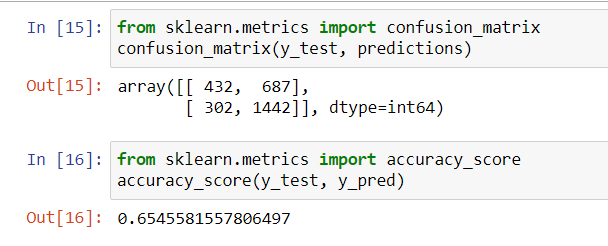 In [15]: from sklearn.metrics import confusion_matrix
confusion_matrix(y_test, predictions)
Out[15]: array([[ 432,  687],
       [ 302, 1442]], dtype=int64)
In [16]: from sklearn.metrics import accuracy_score
accuracy_score(y_test, y_pred)
Out[16]: 0.6545581557806497